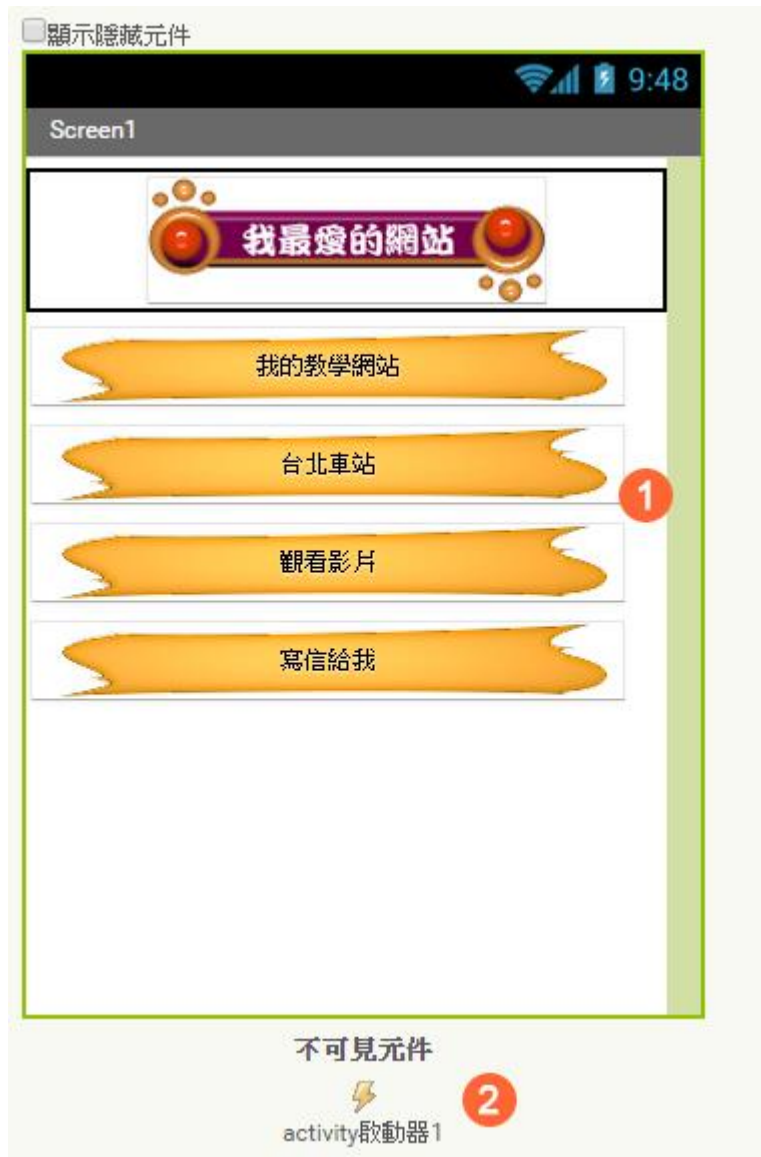 顯示隱藏元件
9:48
Screen1
我最愛的網站
我的教學網站
台北車站
1
觀看影片
寫信給我
不可見元件
2
activity啟動器1